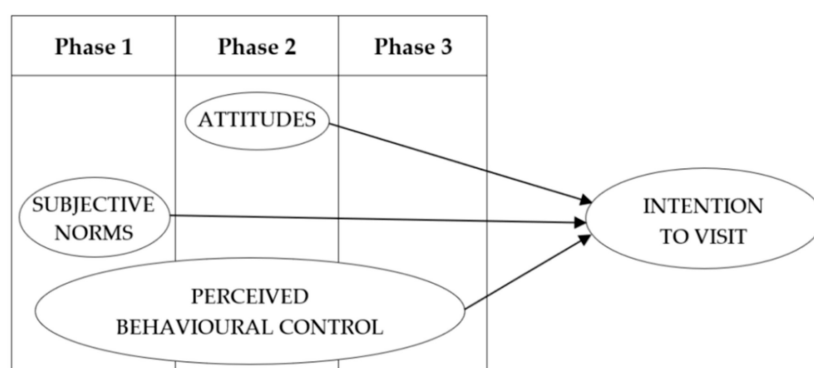 Phase 1 Phase 2 Phase 3
ATTITUDES
SUBJECTIVE
NORMS
INTENTION
TO VISIT
PERCEIVED
BEHAVIOURAL CONTROL